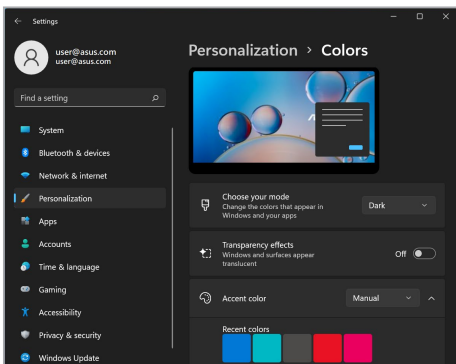 Settings
user@asus.com
user@asus.com
Find a setting
System
Bluetooth & devices
Network & internet
Personalization
Apps
Accounts
Time & language
Gaming
Accessibility
Privacy & security
Windows Update
Personalization > Colors
Choose your mode
Change the colors that appear in
Windows and your apps
Dark
Transparency effects
Windows and surfaces appear
translucent
Off
Accent color
Manual
Recent colors